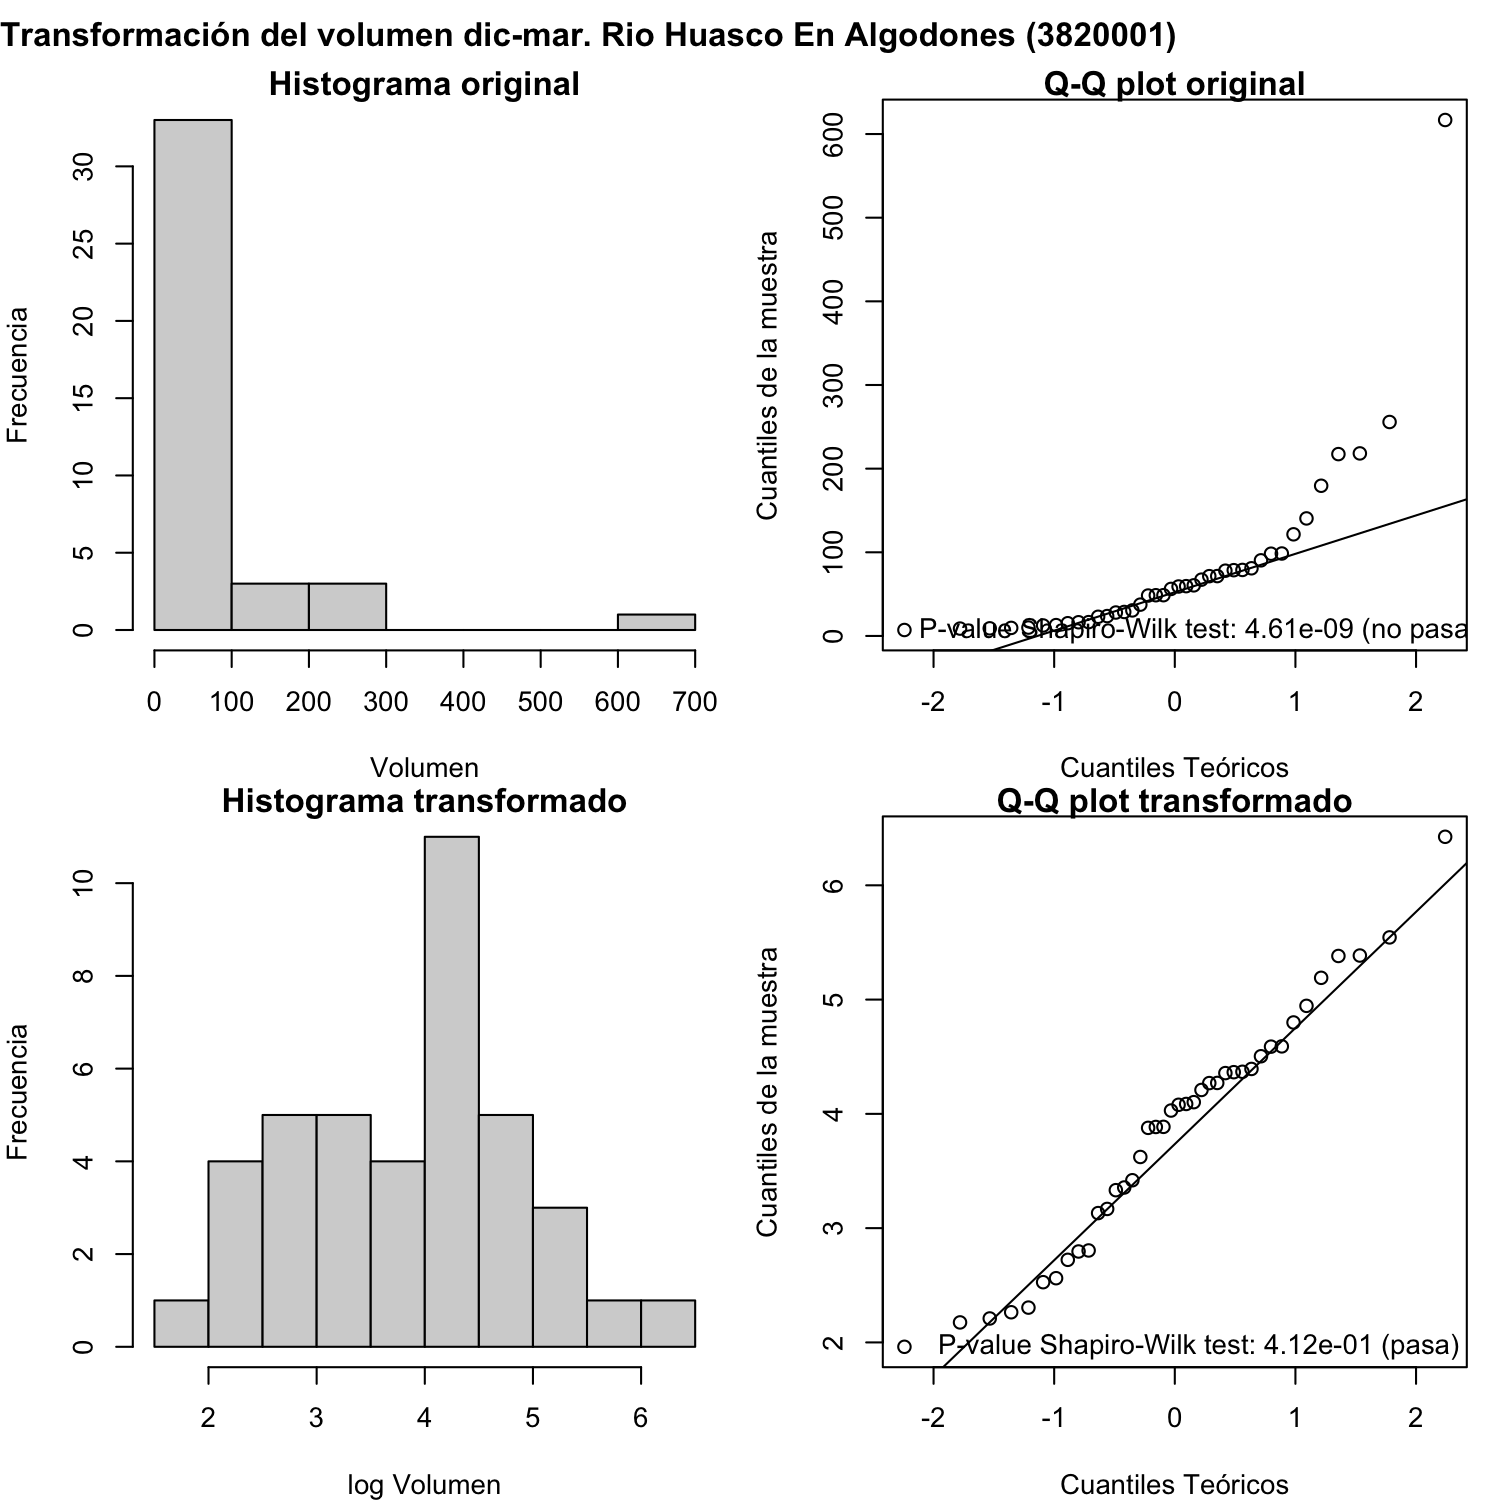 Transformación del volumen dic-mar. Rio Huasco En Algodones (3820001)
Histograma original
Frecuencia
0 5 10 15 20 25 30
0 100 200 300 400 500 600 700
Volumen
Q-Q plot original
Cuantiles de la muestra
0 100 200 300 400 500 600
P-value Shapiro-Wilk test: 4.61e-09 (no pasa
-2 -1 0 1 2
Cuantiles Teóricos
Histograma transformado
Frecuencia
0 2 4 6 8 10
2 3 4 5 6
log Volumen
Q-Q plot transformado
Cuantiles de la muestra
2 3 4 5 6
P-value Shapiro-Wilk test: 4.12e-01 (pasa)
-2 -1 0 1 2
Cuantiles Teóricos